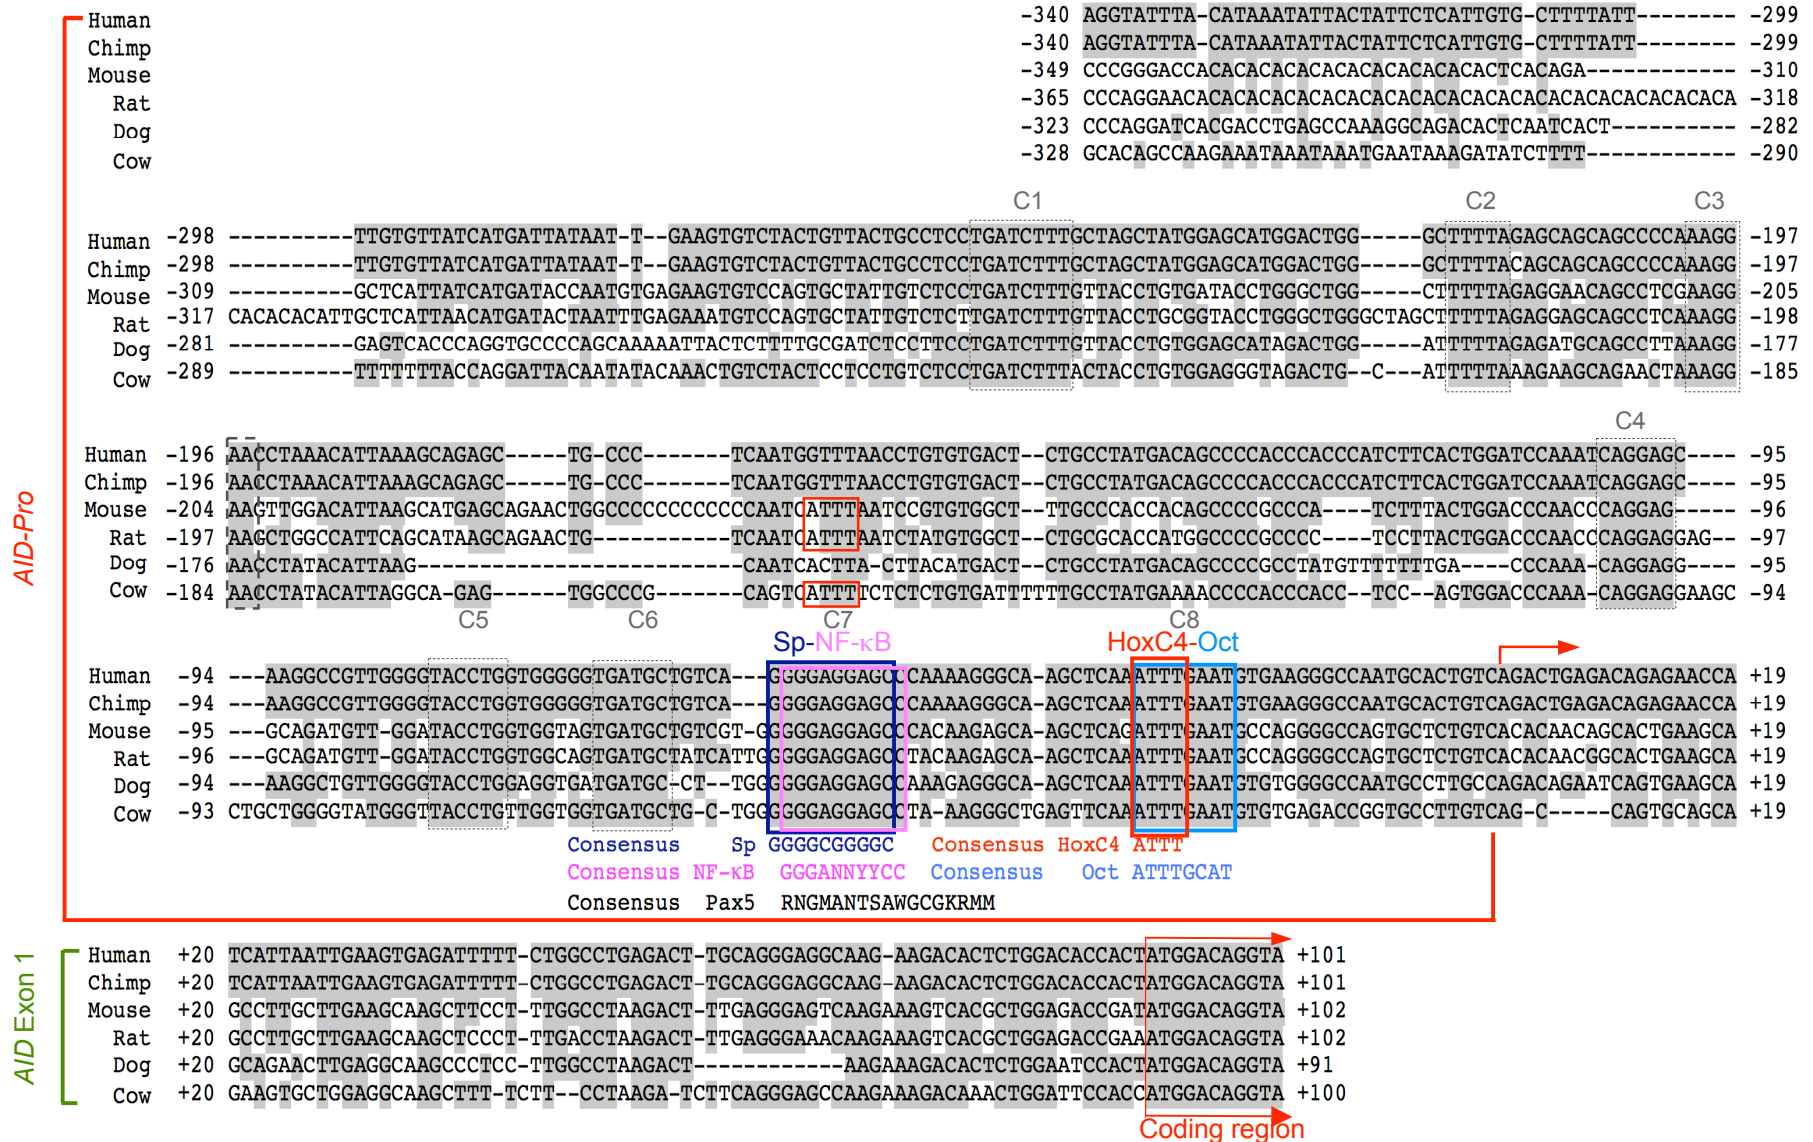 Human -340 AGGTATTTA-CATAAATATTACTATTCTCATTGTG-CTTTTATT-------- -299
Chimp -340 AGGTATTTA-CATAAATATTACTATTCTCATTGTG-CTTTTATT-------- -299
Mouse -349 CCCGGGACCACACACACACACACACACACACACTCACAGA------------ -310
Rat -365 CCCAGGAACACACACACACACACACACACACACACACACACACACACACACA -318
Dog -323 CCCAGGATCACGACCTGAGCCAAAGGCAGACACTCAATCACT---------- -282
Cow -328 GCACAGCCAAGAAATAAATAAATGAATAAAGATATCTTTT------------ -290
C1 C2 C3
Human -298 ----------TTGTGTTATCATGATTATAAT-T--GAAGTGTCTACTGTTACTGCCTCCTGATCTTTGCTAGCTATGGAGCATGGACTGG-----GCTTTTAGAGCAGCAGCCCCAAAGG -197
Chimp -298 ----------TTGTGTTATCATGATTATAAT-T--GAAGTGTCTACTGTTACTGCCTCCTGATCTTTGCTAGCTATGGAGCATGGACTGG-----GCTTTTACAGCAGCAGCCCCAAAGG -197
Mouse -309 ----------GCTCATTATCATGATACCAATGTGAGAAGTGTCCAGTGCTATTGTCTCCTGATCTTTGTTACCTGTGATACCTGGGCTGG-----CTTTTTAGAGGAACAGCCTCGAAGG -205
Rat -317 CACACACATTGCTCATTAACATGATACTAATTTGAGAAATGTCCAGTGCTATTGTCTCTTGATCTTTGTTACCTGCGGTACCTGGGCTGGGCTAGCTTTTTAGAGGAGCAGCCTCAAAGG -198
Dog -281 ----------GAGTCACCCAGGTGCCCCAGCAAAAATTACTCTTTTGCGATCTCCTTCCTGATCTTTGTTACCTGTGGAGCATAGACTGG-----ATTTTTAGAGATGCAGCCTTAAAGG -177
Cow -289 ----------TTTTTTTACCAGGATTACAATATACAAACTGTCTACTCCTCCTGTCTCCTGATCTTTACTACCTGTGGAGGGTAGACTG--C---ATTTTTAAAGAAGCAGAACTAAAGG -185
C4
Human -196 AACCTAAACATTAAAGCAGAGC-----TG-CCC-------TCAATGGTTTAACCTGTGTGACT--CTGCCTATGACAGCCCCACCCACCCATCTTCACTGGATCCAAATCAGGAGC---- -95
Chimp -196 AACCTAAACATTAAAGCAGAGC-----TG-CCC-------TCAATGGTTTAACCTGTGTGACT--CTGCCTATGACAGCCCCACCCACCCATCTTCACTGGATCCAAATCAGGAGC---- -95
Mouse -204 AAGTTGGACATTAAGCATGAGCAGAACTGGCCCCCCCCCCCCAATCATTTAATCCGTGTGGCT--TTGCCCACCACAGCCCCGCCCA----TCTTTACTGGACCCAACCCAGGAG----- -96
Rat -197 AAGCTGGCCATTCAGCATAAGCAGAACTG-----------TCAATCATTTAATCTATGTGGCT--CTGCGCACCATGGCCCCGCCCC----TCCTTACTGGACCCAACCCAGGAGGAG-- -97
Dog -176 AACCTATACATTAAG--------------------------CAATCACTTA-CTTACATGACT--CTGCCTATGACAGCCCCGCCTATGTTTTTTTGA----CCCAAA-CAGGAGG---- -95
Cow -184 AACCTATACATTAGGCA-GAG------TGGCCCG-------CAGTCATTTTCTCTCTGTGATTTTTTGCCTATGAAAACCCCACCCACC--TCC--AGTGGACCCAAA-CAGGAGGAAGC -94
C5 C6 C7 C8
Sp-NF-κB HoxC4-Oct
Human -94 ---AAGGCCGTTGGGGTACCTGGTGGGGGTGATGCTGTCA---GGGGAGGAGCCCAAAAGGGCA-AGCTCAAATTTGAATGTGAAGGGCCAATGCACTGTCAGACTGAGACAGAGAACCA +19
Chimp -94 ---AAGGCCGTTGGGGTACCTGGTGGGGGTGATGCTGTCA---GGGGAGGAGCCCAAAAGGGCA-AGCTCAAATTTGAATGTGAAGGGCCAATGCACTGTCAGACTGAGACAGAGAACCA +19
Mouse -95 ---GCAGATGTT-GGATACCTGGTGGTAGTGATGCTGTCGT-GGGGGAGGAGCCCACAAGAGCA-AGCTCAGATTTGAATGCCAGGGGCCAGTGCTCTGTCACACAACAGCACTGAAGCA +19
Rat -96 ---GCAGATGTT-GGATACCTGGTGGCAGTGATGCTATCATTGGGGGAGGAGCCTACAAGAGCA-AGCTCAAATTTGAATGCCAGGGGCCAGTGCTCTGTCACACAACGGCACTGAAGCA +19
Dog -94 ---AAGGCTGTTGGGGTACCTGGAGGTGATGATGC-CT--TGGGGGGAGGAGCCAAAGAGGGCA-AGCTCAAATTTGAATGTGTGGGGCCAATGCCTTGCCAGACAGAATCAGTGAAGCA +19
Cow -93 CTGCTGGGGTATGGGTTACCTGTTGGTGGTGATGCTG-C-TGGGGGGAGGAGCCTA-AAGGGCTGAGTTCAAATTTGAATGTGTGAGACCGGTGCCTTGTCAG-C-----CAGTGCAGCA +19
Consensus Sp GGGGCGGGGC Consensus HoxC4 ATTT
Consensus NF-κB GGGANNYYCC Consensus Oct ATTTGCAT
Consensus Pax5 RNGMANTSAWGCGKRMM
AID-Pro
Human +20 TCATTAATTGAAGTGAGATTTTT-CTGGCCTGAGACT-TGCAGGGAGGCAAG-AAGACACTCTGGACACCACTATGGACAGGTA +101
Chimp +20 TCATTAATTGAAGTGAGATTTTT-CTGGCCTGAGACT-TGCAGGGAGGCAAG-AAGACACTCTGGACACCACTATGGACAGGTA +101
Mouse +20 GCCTTGCTTGAAGCAAGCTTCCT-TTGGCCTAAGACT-TTGAGGGAGTCAAGAAAGTCACGCTGGAGACCGATATGGACAGGTA +102
Rat +20 GCCTTGCTTGAAGCAAGCTCCCT-TTGACCTAAGACT-TTGAGGGAAACAAGAAAGTCACGCTGGAGACCGAAATGGACAGGTA +102
Dog +20 GCAGAACTTGAGGCAAGCCCTCC-TTGGCCTAAGACT------------AAGAAAGACACTCTGGAATCCACTATGGACAGGTA +91
Cow +20 GAAGTGCTGGAGGCAAGCTTT-TCTT--CCTAAGA-TCTTCAGGGAGCCAAGAAAGACAAACTGGATTCCACCATGGACAGGTA +100
AID Exon 1
Coding region